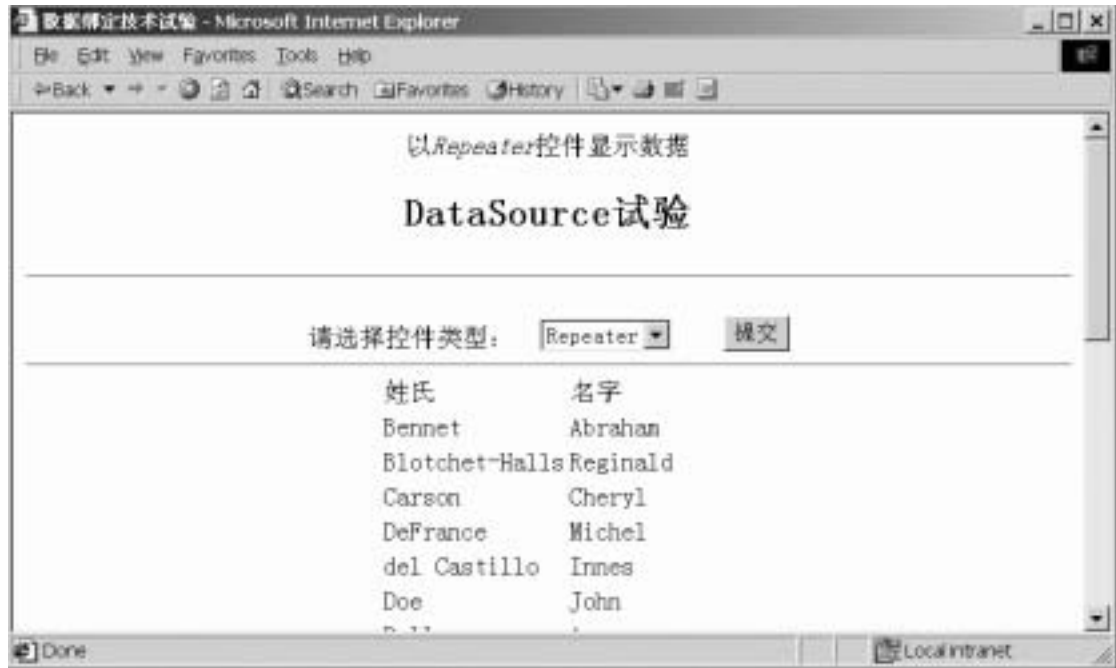 数据绑定技术试验 - Microsoft Internet Explorer
File Edit View Favorites Tools Help
Back Search Favorites History
以Repeater控件显示数据
DataSource试验
请选择控件类型: Repeater 提交
姓氏 名字
Bennet Abraham
Blotchet-Halls Reginald
Carson Cheryl
DeFrance Michel
del Castillo Innes
Doe John
Done Local intranet